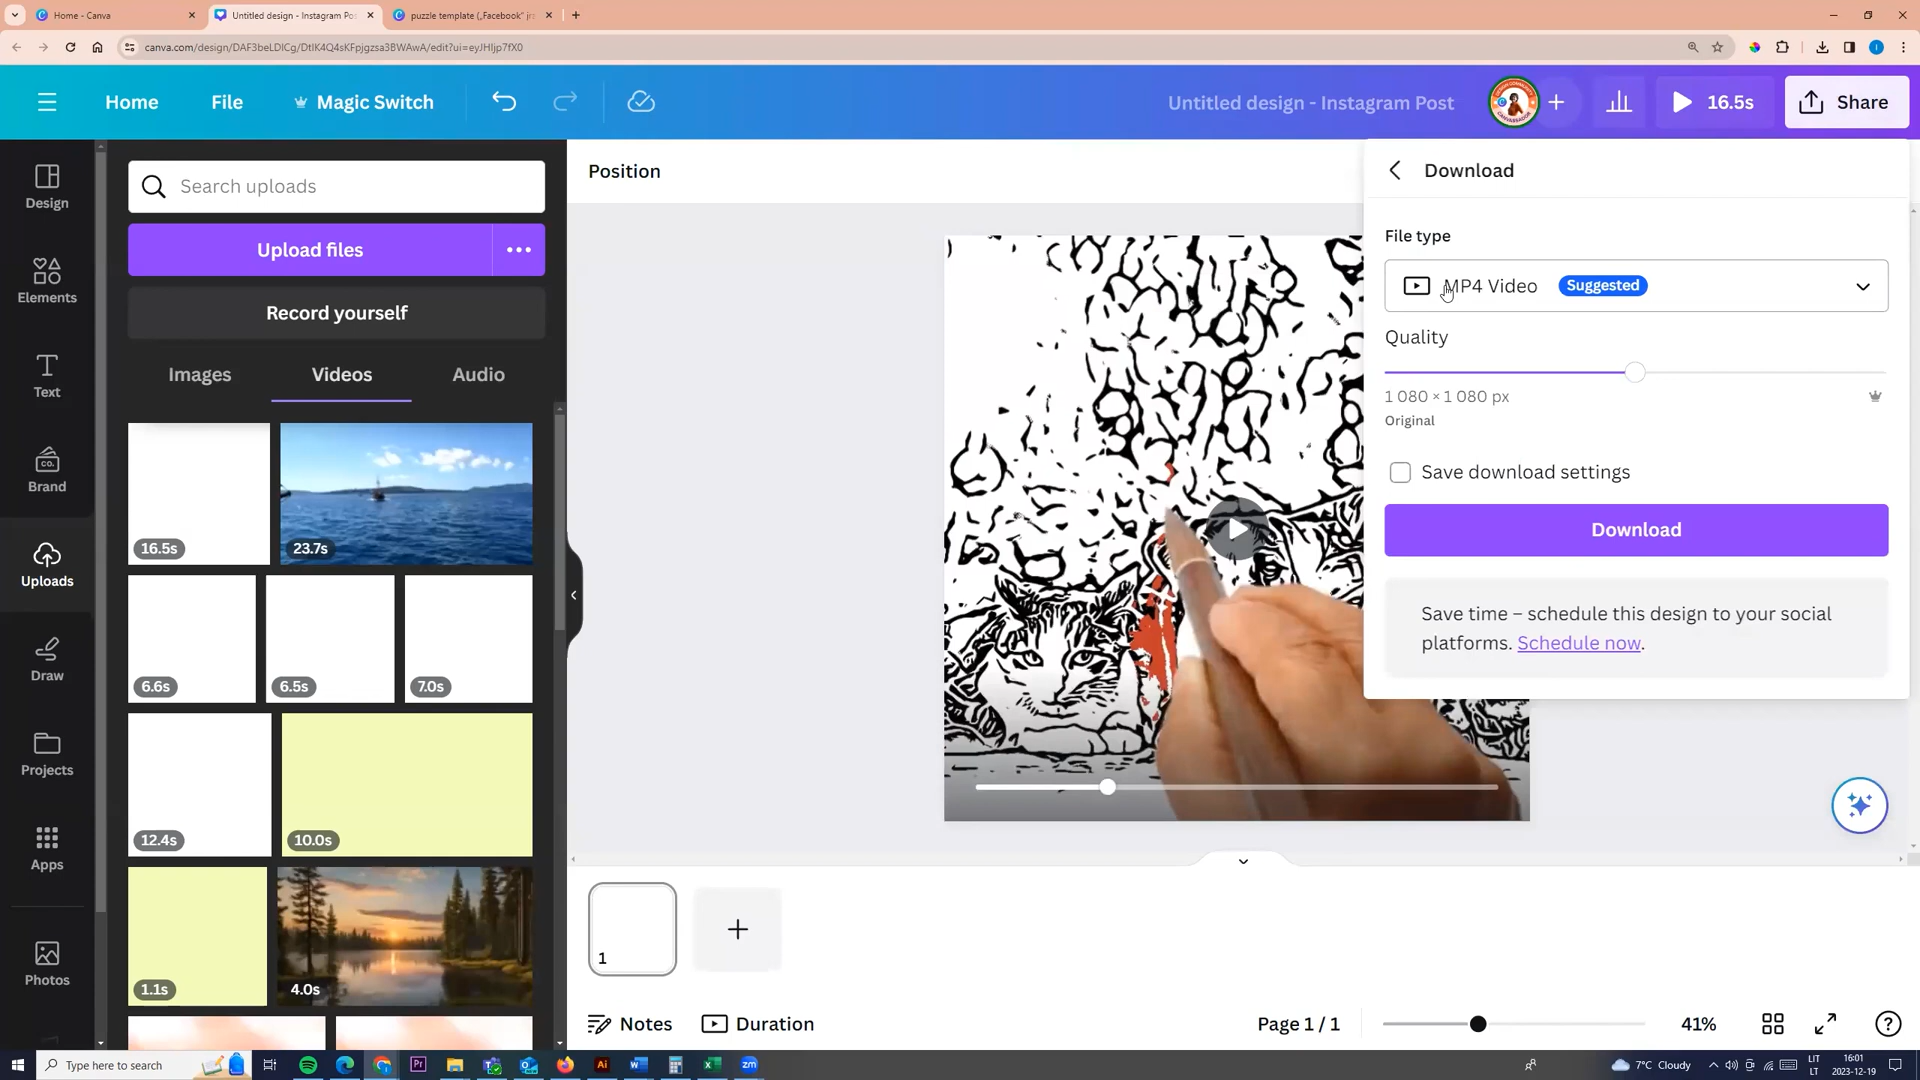 Home - Canva
Untitled design - Instagram Po
puzzle template („Facebook“ įra
canva.com/design/DAF3beLDlCg/DtIK4Q4sKFpjgzsa3BWAwA/edit?ui=eyJHIjp7fX0
Home
File
Magic Switch
Untitled design - Instagram Post
16.5s
Share
Design
Elements
Text
Brand
Uploads
Draw
Projects
Apps
Photos
Search uploads
Upload files
Record yourself
Images
Videos
Audio
16.5s
23.7s
6.6s
6.5s
7.0s
12.4s
10.0s
1.1s
4.0s
Position
Download
File type
MP4 Video
Suggested
Quality
1 080 × 1 080 px
Original
Save download settings
Download
Save time – schedule this design to your social
platforms. Schedule now.
1
Notes
Duration
Page 1 / 1
41%
Type here to search
7°C Cloudy
LIT
LT
16:01
2023-12-19